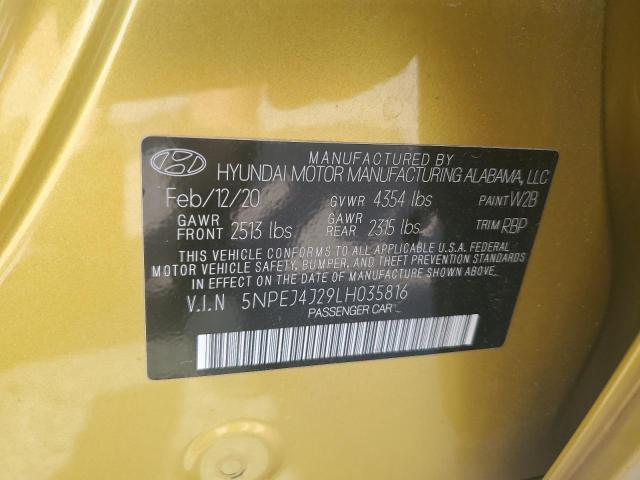 MANUFACTURED BY
HYUNDAI MOTOR MANUFACTURING ALABAMA, LLC
Feb/12/20 GVWR 4354 lbs PAINT W2B
GAWR FRONT 2513 lbs GAWR REAR 2315 lbs TRIM RBP
THIS VEHICLE CONFORMS TO ALL APPLICABLE U.S.A. FEDERAL
MOTOR VEHICLE SAFETY, BUMPER, AND THEFT PREVENTION STANDARDS
IN EFFECT ON THE DATE OF MANUFACTURE SHOWN ABOVE.
V.I.N 5NPEJ4J29LH035816
PASSENGER CAR